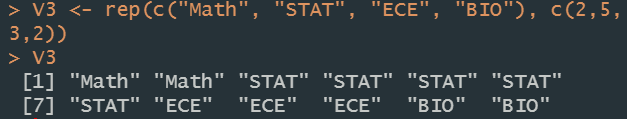 > V3 <- rep(c("Math", "STAT", "ECE", "BIO"), c(2,5,
3,2))
> V3
[1] "Math" "Math" "STAT" "STAT" "STAT" "STAT"
[7] "STAT" "ECE" "ECE" "ECE" "BIO" "BIO"